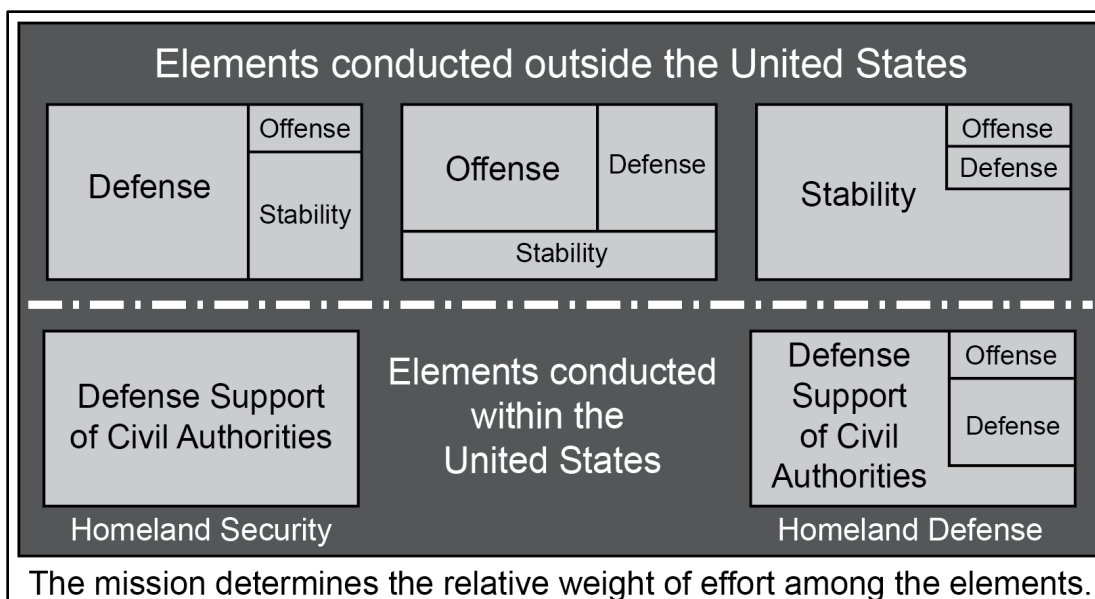 Elements conducted outside the United States
Defense
Offense
Stability
Offense
Defense
Stability
Stability
Offense
Defense
Defense Support
of Civil Authorities
Homeland Security
Elements conducted
within the
United States
Defense
Support
of Civil
Authorities
Offense
Defense
Homeland Defense
The mission determines the relative weight of effort among the elements.